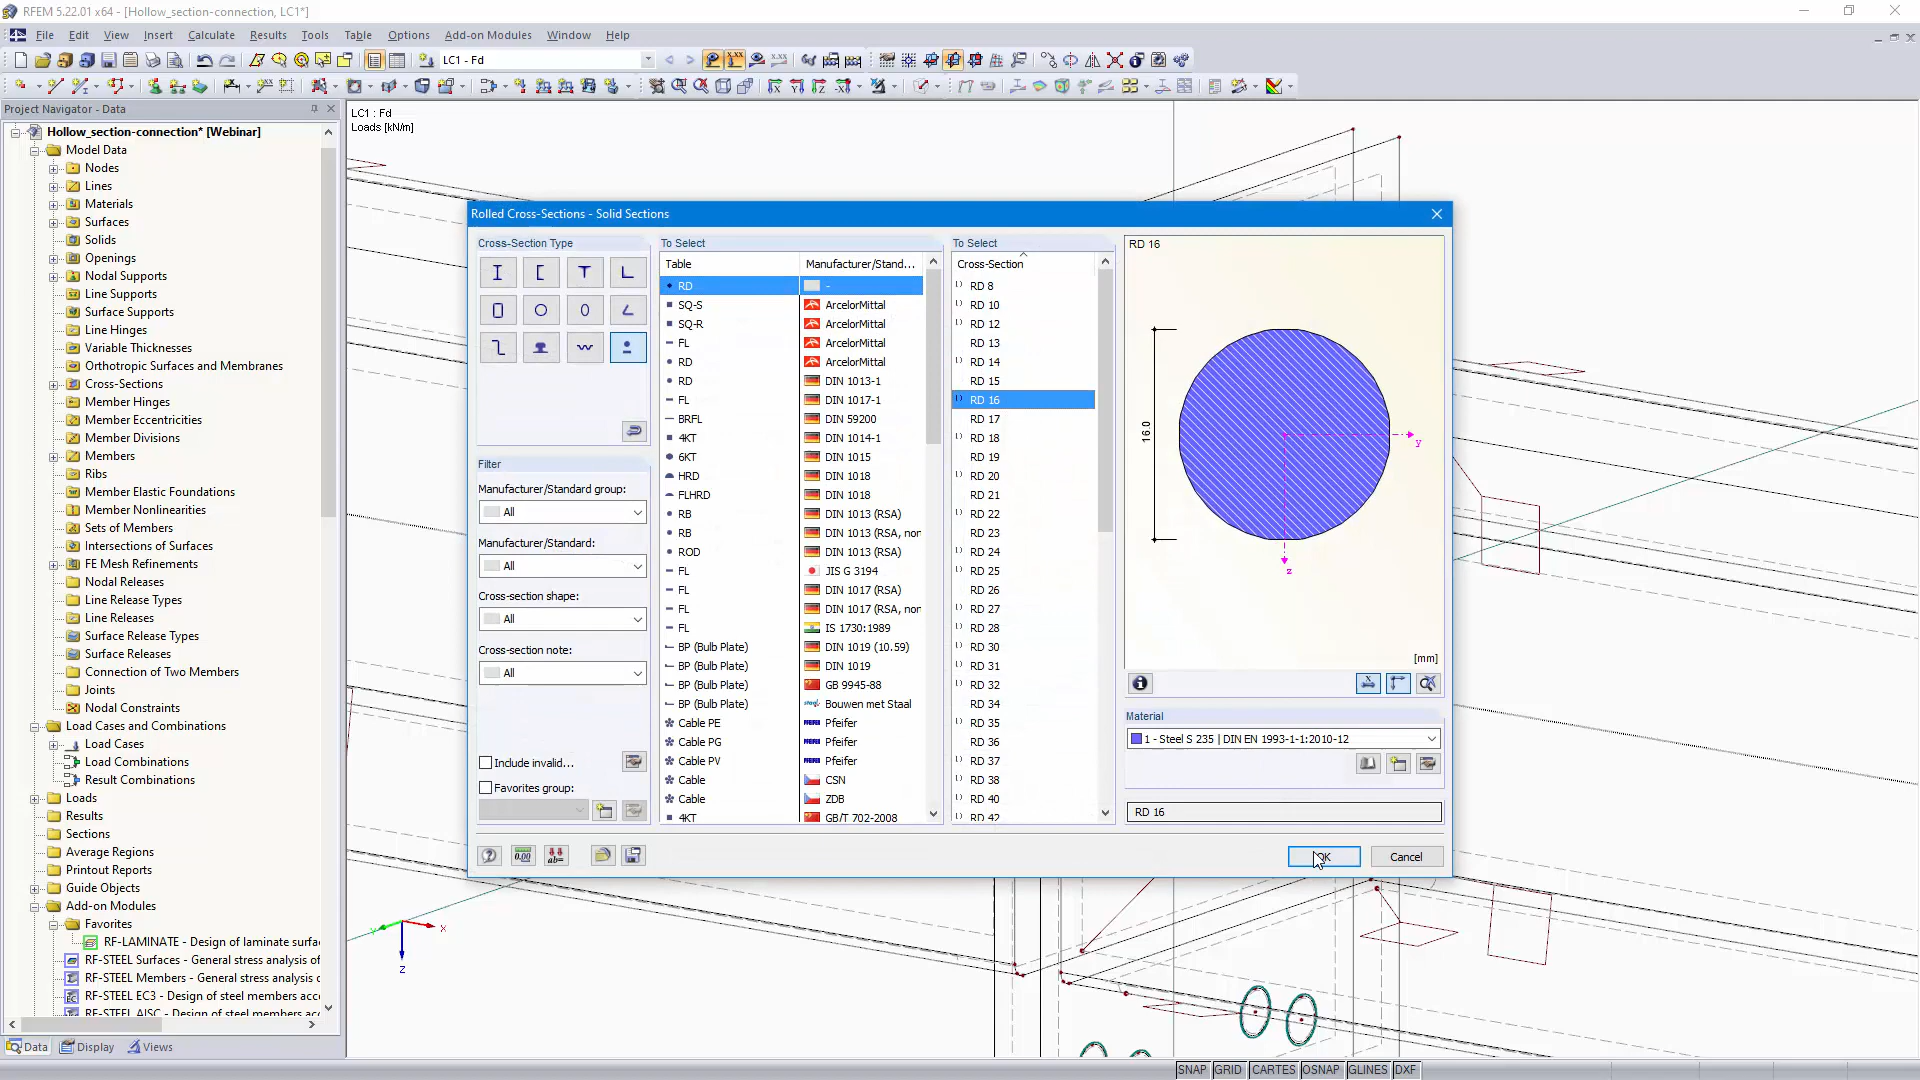 RFEM 5.22.01 x64 - [Hollow_section-connection, LC1*]
File Edit View Insert Calculate Results Tools Table Options Add-on Modules Window Help
LC1 - Fd
Project Navigator - Data
Hollow_section-connection* [Webinar]
Model Data
Nodes
Lines
Materials
Surfaces
Solids
Openings
Nodal Supports
Line Supports
Surface Supports
Line Hinges
Variable Thicknesses
Orthotropic Surfaces and Membranes
Cross-Sections
Member Hinges
Member Eccentricities
Member Divisions
Members
Ribs
Member Elastic Foundations
Member Nonlinearities
Sets of Members
Intersections of Surfaces
FE Mesh Refinements
Nodal Releases
Line Release Types
Line Releases
Surface Release Types
Surface Releases
Connection of Two Members
Joints
Nodal Constraints
Load Cases and Combinations
Load Cases
Load Combinations
Result Combinations
Loads
Results
Sections
Average Regions
Printout Reports
Guide Objects
Add-on Modules
Favorites
RF-LAMINATE - Design of laminate surfa
RF-STEEL Surfaces - General stress analysis of
RF-STEEL Members - General stress analysis o
RF-STEEL EC3 - Design of steel members acc
RF-STEEL AISC - Design of steel members acc
Data Display Views
LC1 : Fd
Loads [kN/m]
Rolled Cross-Sections - Solid Sections
Cross-Section Type
Filter
Manufacturer/Standard group:
All
Manufacturer/Standard:
All
Cross-section shape:
All
Cross-section note:
All
Include invalid...
Favorites group:
To Select
Table Manufacturer/Stand...
RD -
SQ-S ArcelorMittal
SQ-R ArcelorMittal
FL ArcelorMittal
RD ArcelorMittal
RD DIN 1013-1
FL DIN 1017-1
BRFL DIN 59200
4KT DIN 1014-1
6KT DIN 1015
HRD DIN 1018
FLHRD DIN 1018
RB DIN 1013 (RSA)
RB DIN 1013 (RSA, nor
ROD DIN 1013 (RSA)
FL JIS G 3194
FL DIN 1017 (RSA)
FL DIN 1017 (RSA, nor
FL IS 1730:1989
BP (Bulb Plate) DIN 1019 (10.59)
BP (Bulb Plate) DIN 1019
BP (Bulb Plate) GB 9945-88
BP (Bulb Plate) Bouwen met Staal
Cable PE Pfeifer
Cable PG Pfeifer
Cable PV Pfeifer
Cable CSN
Cable ZDB
4KT GB/T 702-2008
To Select
Cross-Section
RD 8
RD 10
RD 12
RD 13
RD 14
RD 15
RD 16
RD 17
RD 18
RD 19
RD 20
RD 21
RD 22
RD 23
RD 24
RD 25
RD 26
RD 27
RD 28
RD 30
RD 31
RD 32
RD 34
RD 35
RD 36
RD 37
RD 38
RD 40
RD 42
RD 16
16.0
y
z
[mm]
Material
1 - Steel S 235 | DIN EN 1993-1-1:2010-12
RD 16
OK Cancel
X
Z
SNAP GRID CARTES OSNAP GLINES DXF